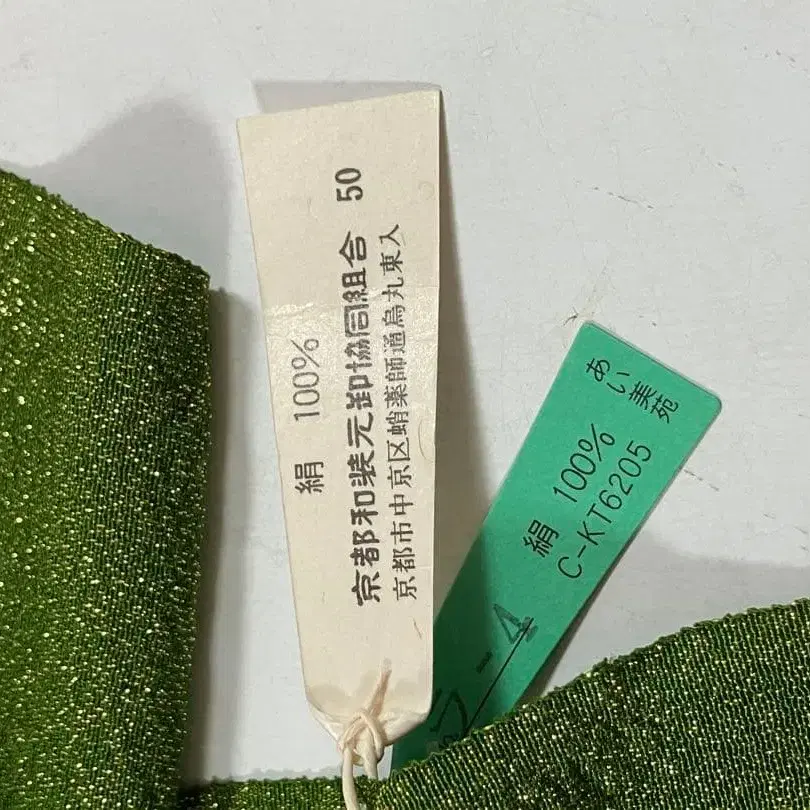 絹 100%
京都和装元卸協同組合 50
京都市中京区蛸薬師通烏丸東入
あい美苑
絹 100%
C-KT6205
4